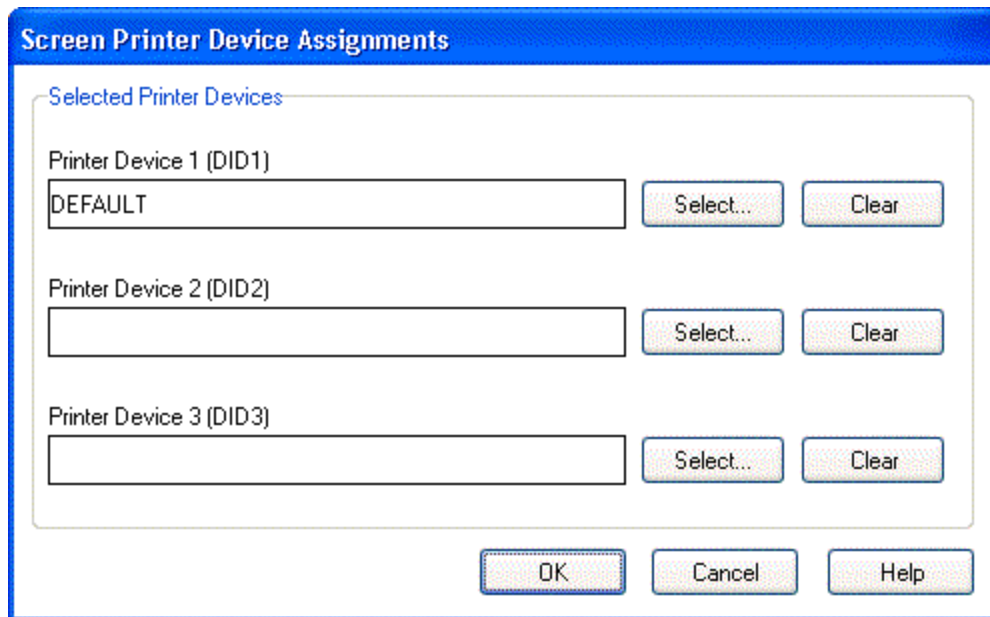 Screen Printer Device Assignments
Selected Printer Devices
Printer Device 1 (DID1)
DEFAULT Select... Clear
Printer Device 2 (DID2)
Select... Clear
Printer Device 3 (DID3)
Select... Clear
OK Cancel Help